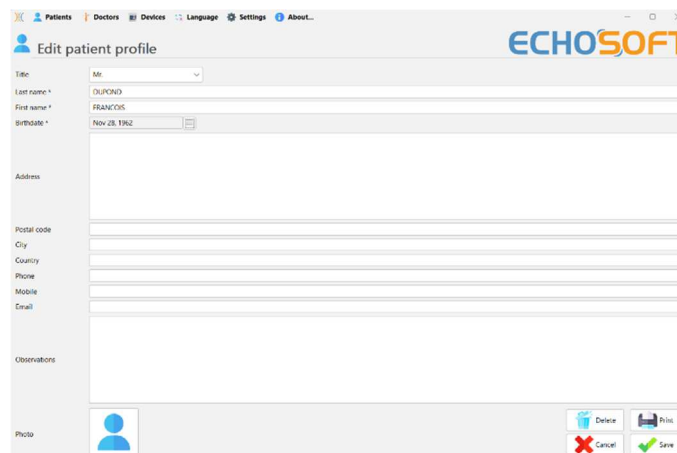 Patients Doctors Devices Language Settings About...
Edit patient profile
ECHOSOFT
Title Mr.
Last name * DUPOND
First name * FRANCOIS
Birthdate * Nov 28, 1962
Address
Postal code
City
Country
Phone
Mobile
Email
Observations
Photo
Delete Print
Cancel Save